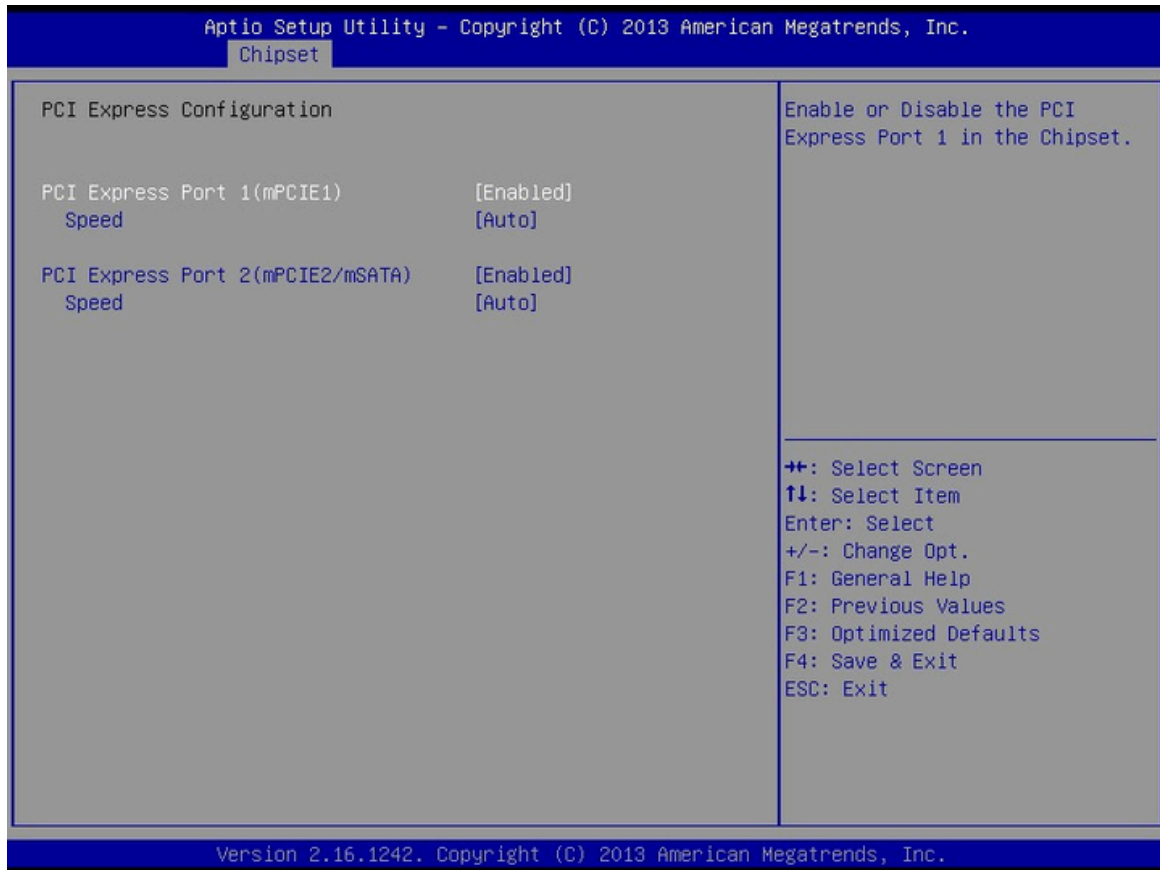 Aptio Setup Utility – Copyright (C) 2013 American Megatrends, Inc.
Chipset
PCI Express Configuration
PCI Express Port 1(mPCIE1) [Enabled]
Speed [Auto]
PCI Express Port 2(mPCIE2/mSATA) [Enabled]
Speed [Auto]
Enable or Disable the PCI
Express Port 1 in the Chipset.
→←: Select Screen
↑↓: Select Item
Enter: Select
+/-: Change Opt.
F1: General Help
F2: Previous Values
F3: Optimized Defaults
F4: Save & Exit
ESC: Exit
Version 2.16.1242. Copyright (C) 2013 American Megatrends, Inc.